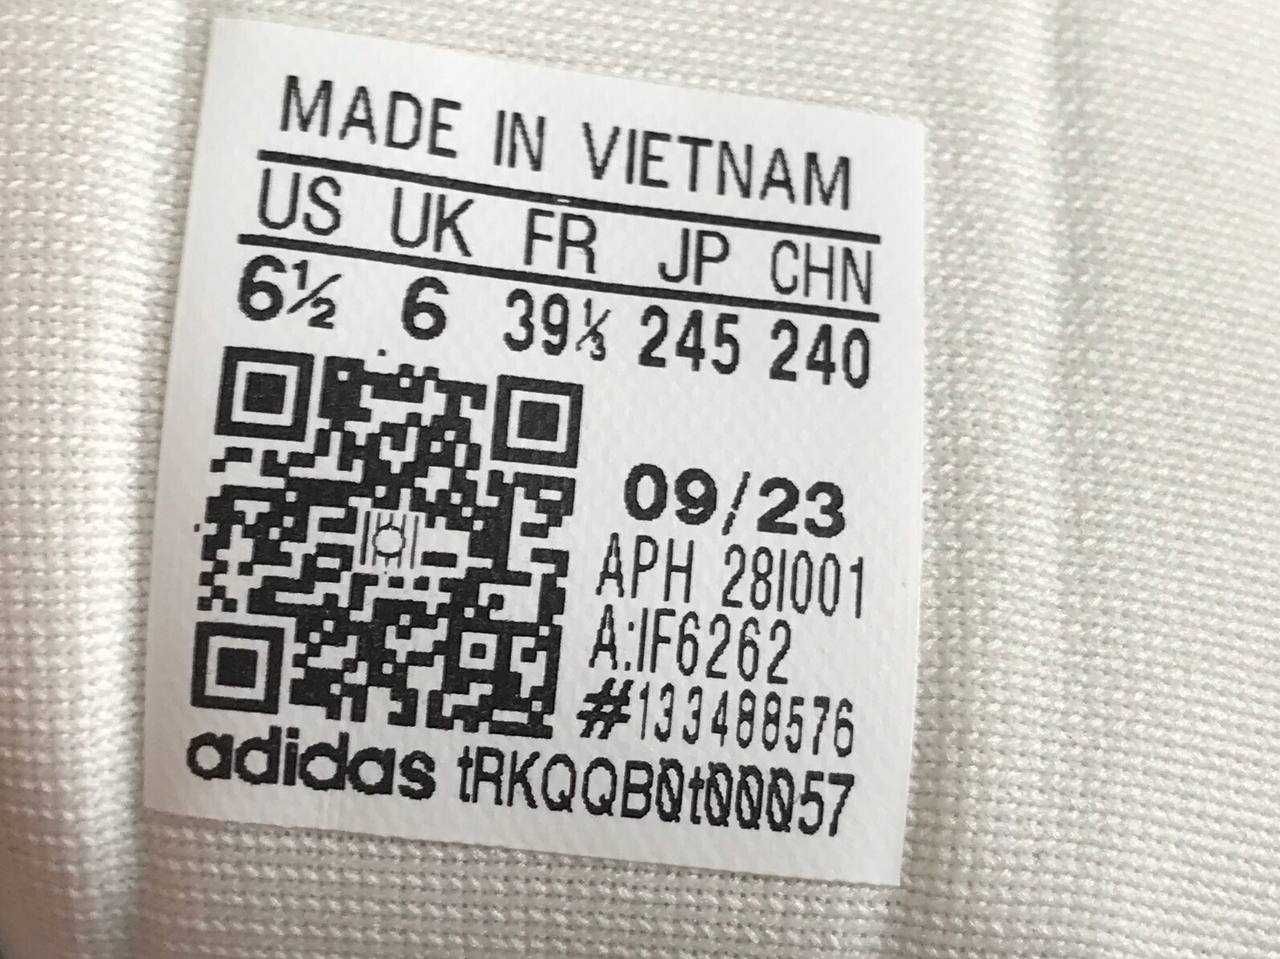 MADE IN VIETNAM
US UK FR JP CHN
6½ 6 39⅓ 245 240
09/23
APH 28I001
A:IF6262
#133488576
adidas tRKQQB0t00057